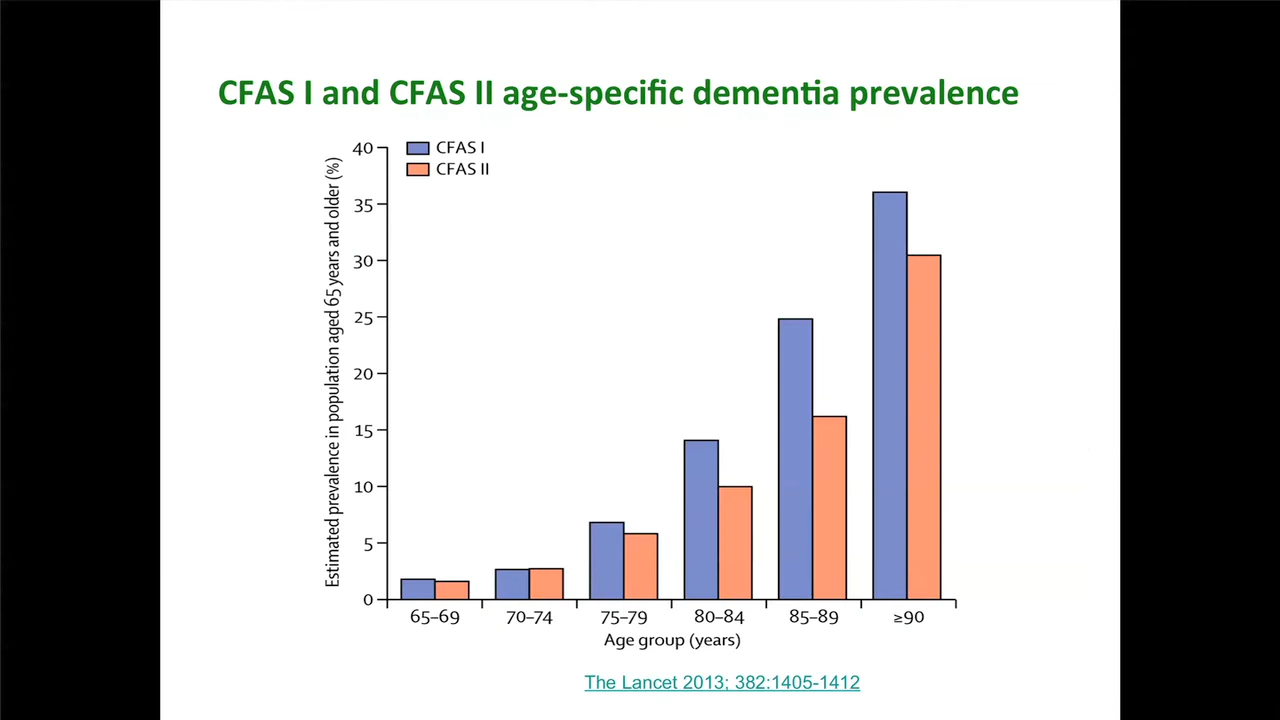 CFAS I and CFAS II age-specific dementia prevalence
CFAS I
CFAS II
Estimated prevalence in population aged 65 years and older (%)
40
35
30
25
20
15
10
5
0
65–69 70–74 75–79 80–84 85–89 ≥90
Age group (years)
The Lancet 2013; 382:1405-1412